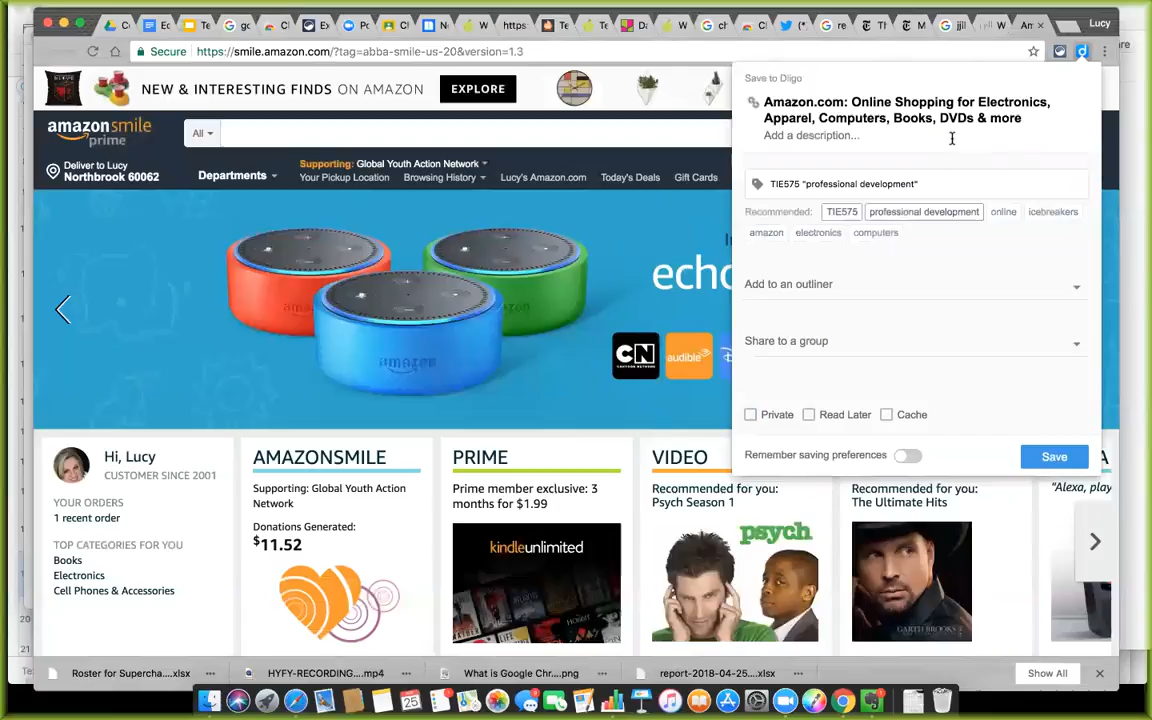 Lucy
Secure
https://smile.amazon.com/?tag=abba-smile-us-20&version=1.3
NEW & INTERESTING FINDS ON AMAZON
EXPLORE
amazonsmile
prime
All
Deliver to Lucy
Northbrook 60062
Departments
Supporting: Global Youth Action Network
Your Pickup Location
Browsing History
Lucy's Amazon.com
Today's Deals
Gift Cards
Save to Diigo
Amazon.com: Online Shopping for Electronics,
Apparel, Computers, Books, DVDs & more
Add a description...
TIE575 "professional development"
Recommended:
TIE575
professional development
online
icebreakers
amazon
electronics
computers
Add to an outliner
Share to a group
Private
Read Later
Cache
Remember saving preferences
Save
echo
amazon
CN
CARTOON NETWORK
audible
Hi, Lucy
CUSTOMER SINCE 2001
YOUR ORDERS
1 recent order
TOP CATEGORIES FOR YOU
Books
Electronics
Cell Phones & Accessories
AMAZONSMILE
Supporting: Global Youth Action
Network
Donations Generated:
$11.52
PRIME
Prime member exclusive: 3
months for $1.99
kindleunlimited
VIDEO
Recommended for you:
Psych Season 1
psych
Recommended for you:
The Ultimate Hits
GARTH BROOKS
"Alexa, play
Roster for Supercha....xlsx
HYFY-RECORDING....mp4
What is Google Chr....png
report-2018-04-25....xlsx
Show All
25